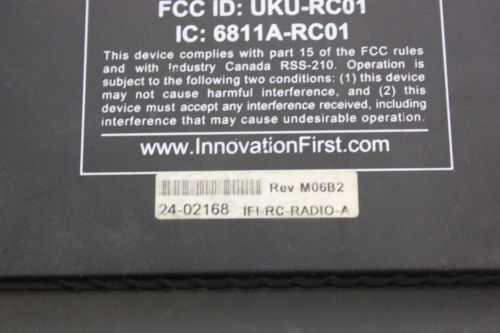 FCC ID: UKU-RC01
IC: 6811A-RC01
This device complies with part 15 of the FCC rules
and with Industry Canada RSS-210. Operation is
subject to the following two conditions: (1) this device
may not cause harmful interference, and (2) this
device must accept any interference received, including
interference that may cause undesirable operation.
www.InnovationFirst.com
Rev M06B2
24-02168 IFI-RC-RADIO-A